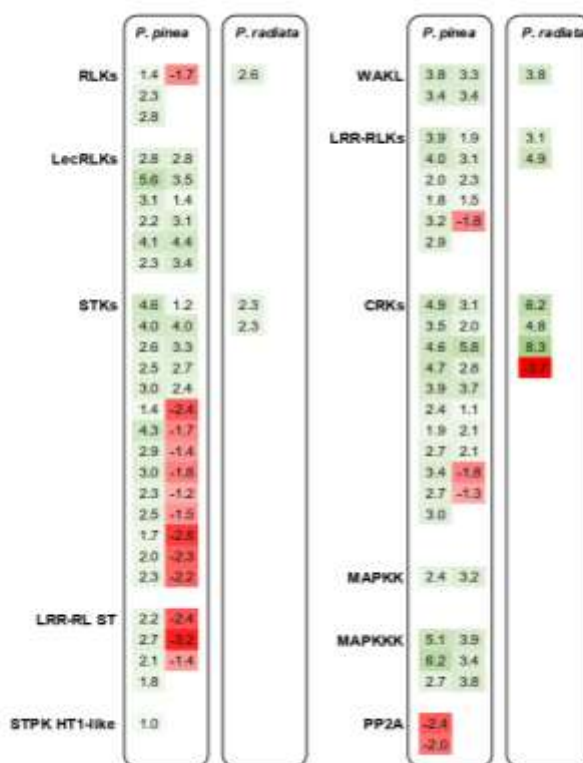 P. pinea P. radiata
RLKs 1.4 -1.7 2.6
2.3
2.8
LecRLKs 2.8 2.8
5.6 3.5
3.1 1.4
2.2 3.1
4.1 4.4
2.3 3.4
STKs 4.6 1.2 2.3
4.0 4.0 2.3
2.6 3.3
2.5 2.7
3.0 2.4
1.4 -2.4
4.3 -1.7
2.9 -1.4
3.0 -1.8
2.3 -1.2
2.5 -1.5
1.7
2.0 -2.3
2.3 -2.2
LRR-RL ST 2.2 -2.4
2.7 -3.2
2.1 -1.4
1.8
STPK HT1-like 1.0
P. pinea P. radiata
WAKL 3.8 3.3 3.8
3.4 3.4
LRR-RLKs 3.9 1.9 3.1
4.0 3.1 4.9
2.0 2.3
1.8 1.5
3.2 -1.8
2.9
CRKs 4.9 3.1 6.2
3.5 2.0 4.8
4.6 5.8 8.3
4.7 2.8
3.9 3.7
2.4 1.1
1.9 2.1
2.7 2.1
3.4 -1.8
2.7 -1.3
3.0
MAPKK 2.4 3.2
MAPKKK 5.1 3.9
6.2 3.4
2.7 3.8
PP2A -2.4
-2.0